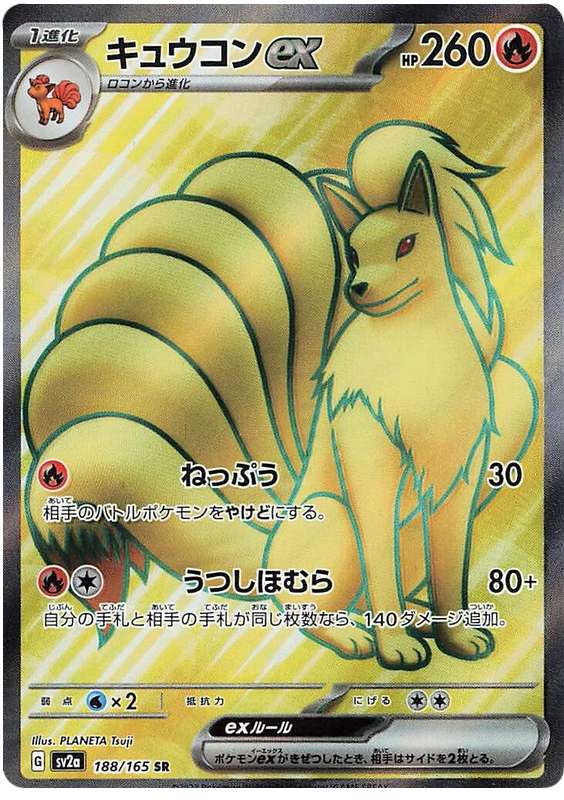 1進化
キュウコンex
HP260
ロコンから進化
ねっぷう 30
相手のバトルポケモンをやけどにする。
うつしほむら 80+
自分の手札と相手の手札が同じ枚数なら、140ダメージ追加。
弱点 ×2 抵抗力 にげる
exルール
ポケモンexがきぜつしたとき、相手はサイドを2枚とる。
Illus. PLANETA Tsuji
G sv2a 188/165 SR